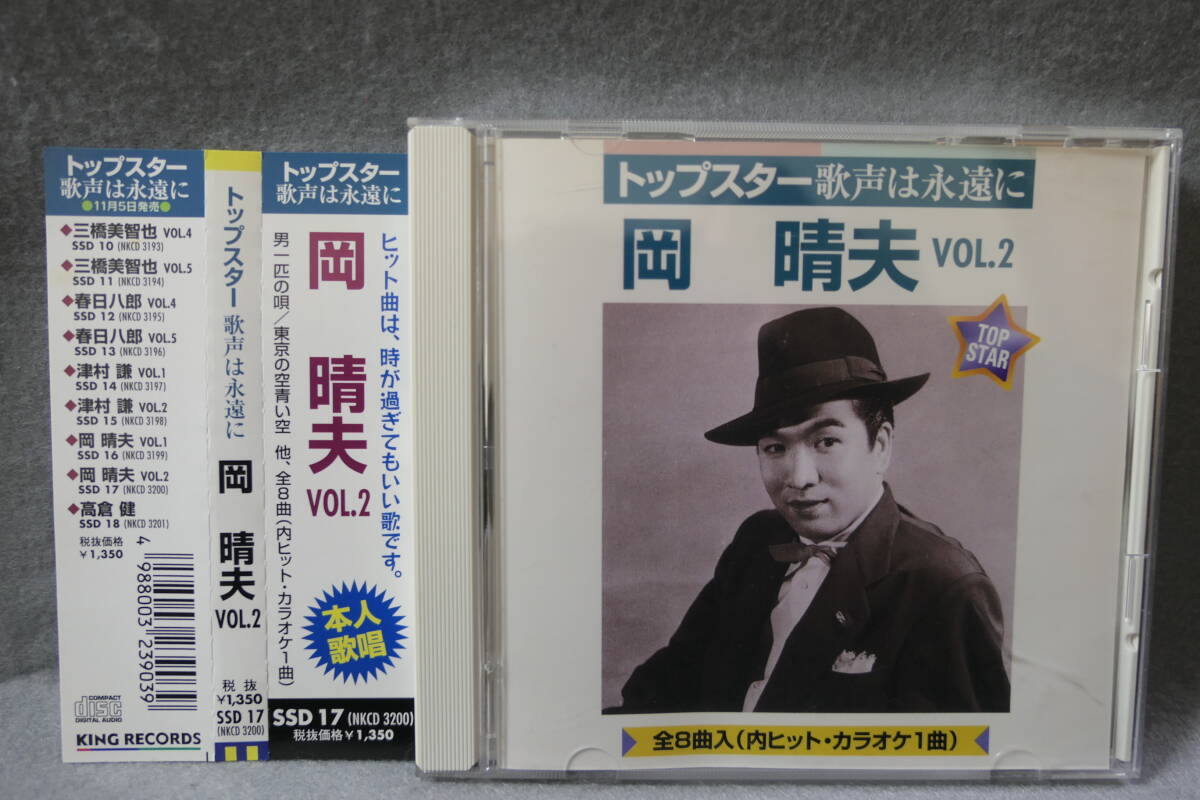 トップスター
歌声は永遠に
●11月5日発売●
◆三橋美智也 VOL.4
SSD 10 (NKCD 3193)
◆三橋美智也 VOL.5
SSD 11 (NKCD 3194)
◆春日八郎 VOL.4
SSD 12 (NKCD 3195)
◆春日八郎 VOL.5
SSD 13 (NKCD 3196)
◆津村 謙 VOL.1
SSD 14 (NKCD 3197)
◆津村 謙 VOL.2
SSD 15 (NKCD 3198)
◆岡 晴夫 VOL.1
SSD 16 (NKCD 3199)
◆岡 晴夫 VOL.2
SSD 17 (NKCD 3200)
◆高倉 健
SSD 18 (NKCD 3201)
税抜価格
¥1,350
4 988003 239039
COMPACT
disc
DIGITAL AUDIO
KING RECORDS
トップスター 歌声は永遠に
岡 晴夫
VOL.2
税抜
¥1,350
SSD 17
(NKCD 3200)
トップスター
歌声は永遠に
ヒット曲は、時が過ぎてもいい歌です。
岡 晴夫
VOL.2
男一匹の唄/東京の空青い空 他、全8曲(内ヒット・カラオケ1曲)
本人
歌唱
SSD 17 (NKCD 3200)
税抜価格¥1,350
トップスター歌声は永遠に
岡 晴夫 VOL.2
TOP
STAR
全8曲入(内ヒット・カラオケ1曲)